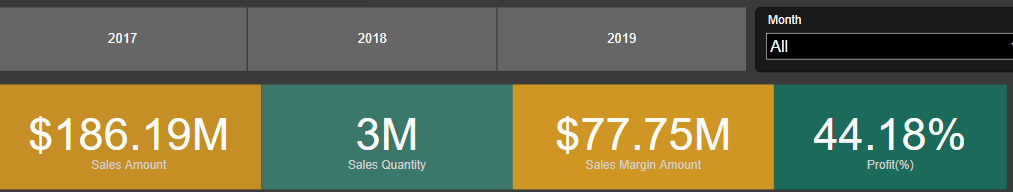 2017
2018
2019
Month
All
$186.19M
Sales Amount
3M
Sales Quantity
$77.75M
Sales Margin Amount
44.18%
Profit(%)